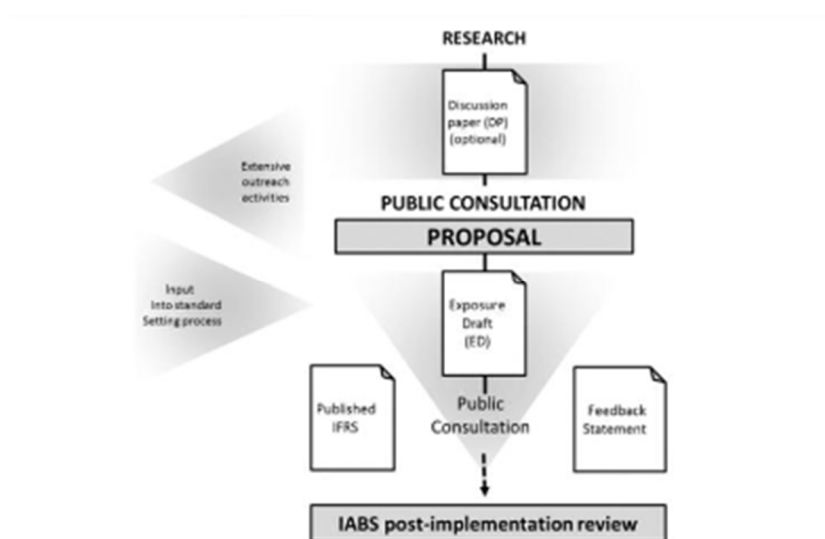 RESEARCH
Discussion
paper (DP)
(optional)
Extensive
outreach
activities
PUBLIC CONSULTATION
PROPOSAL
Input
Into standard
Setting process
Exposure
Draft
(ED)
Published
IFRS
Public
Consultation
Feedback
Statement
IABS post-implementation review